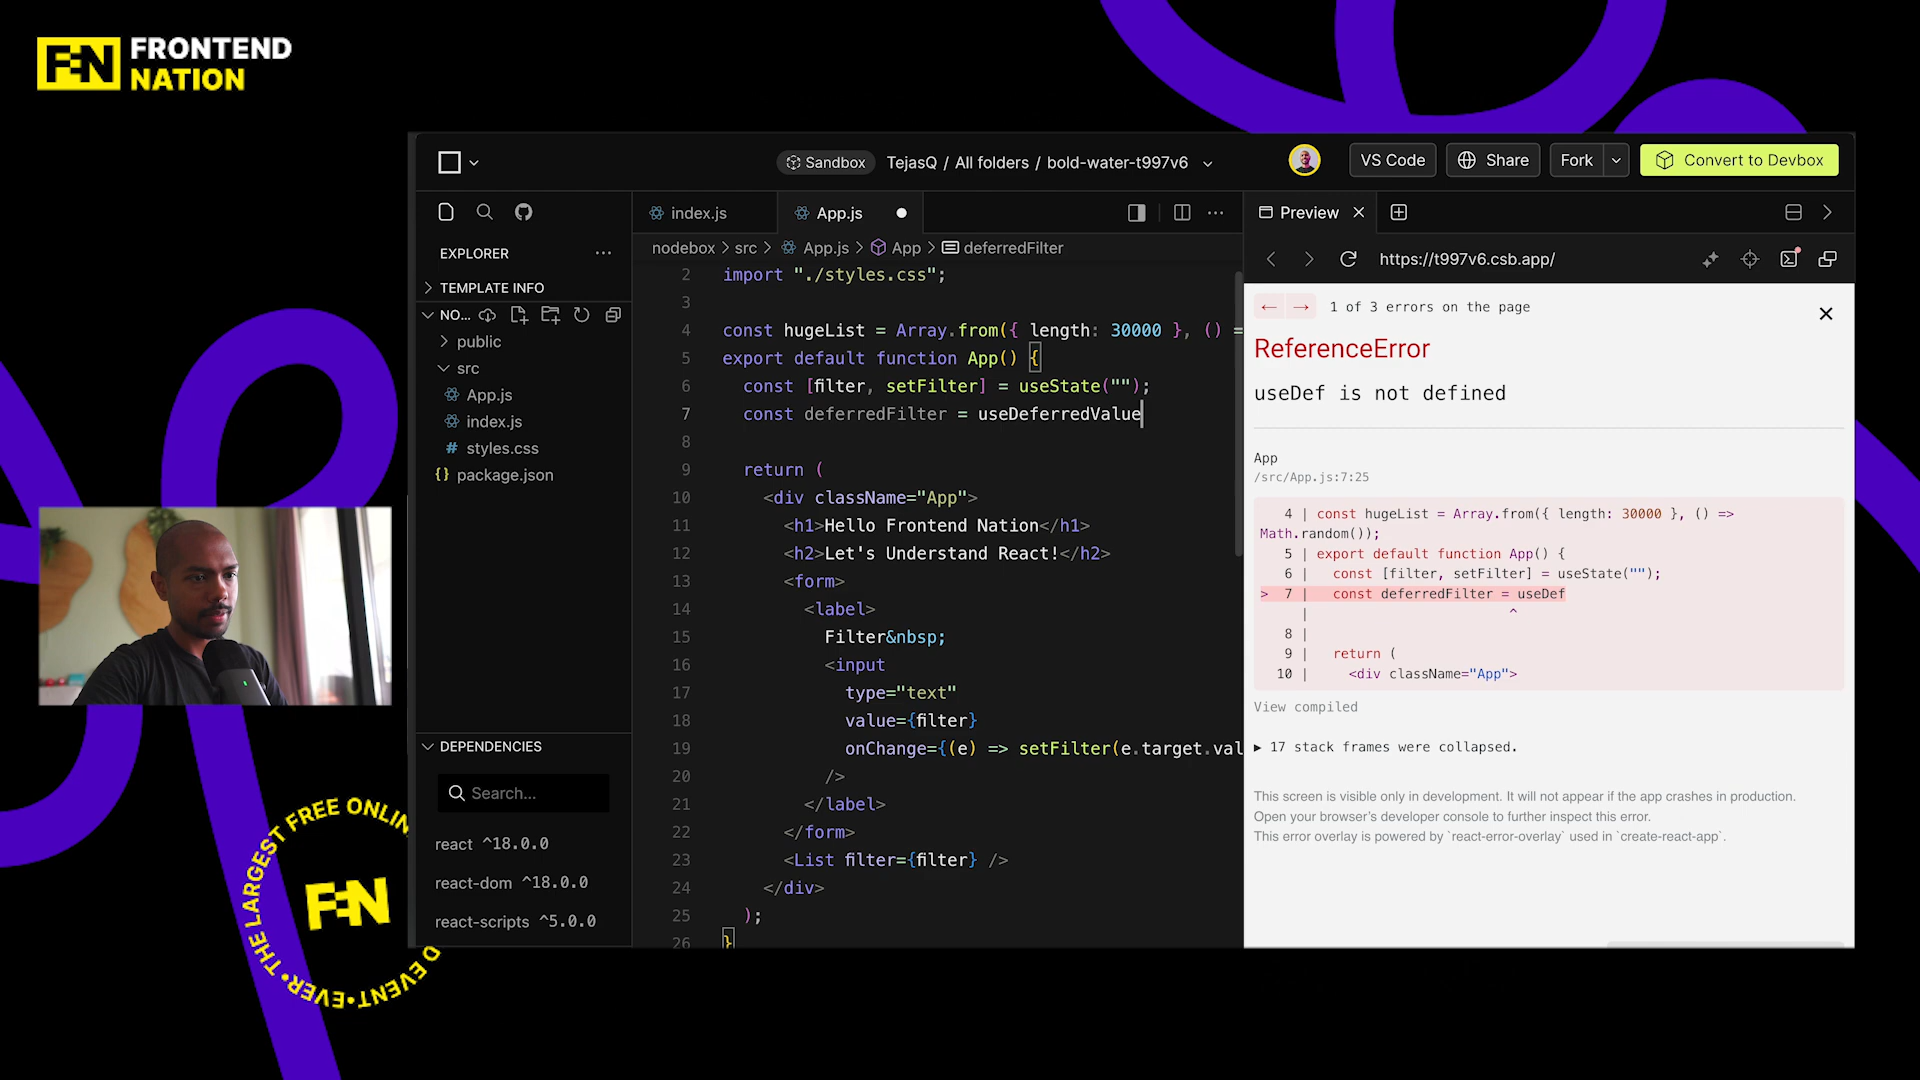 FRONTEND
NATION
Sandbox
TejasQ / All folders / bold-water-t997v6
VS Code
Share
Fork
Convert to Devbox
EXPLORER
TEMPLATE INFO
NO...
public
src
App.js
index.js
styles.css
{} package.json
DEPENDENCIES
Search...
react ^18.0.0
react-dom ^18.0.0
react-scripts ^5.0.0
index.js
App.js
nodebox > src > App.js > App > deferredFilter
2 import "./styles.css";
3
4 const hugeList = Array.from({ length: 30000 }, () =
5 export default function App() {
6 const [filter, setFilter] = useState("");
7 const deferredFilter = useDeferredValue
8
9 return (
10 <div className="App">
11 <h1>Hello Frontend Nation</h1>
12 <h2>Let's Understand React!</h2>
13 <form>
14 <label>
15 Filter&nbsp;
16 <input
17 type="text"
18 value={filter}
19 onChange={(e) => setFilter(e.target.val
20 />
21 </label>
22 </form>
23 <List filter={filter} />
24 </div>
25 );
26 }
Preview
https://t997v6.csb.app/
← → 1 of 3 errors on the page
ReferenceError
useDef is not defined
App
/src/App.js:7:25
4 | const hugeList = Array.from({ length: 30000 }, () =>
Math.random());
5 | export default function App() {
6 | const [filter, setFilter] = useState("");
> 7 | const deferredFilter = useDef
| ^
8 |
9 | return (
10 | <div className="App">
View compiled
▶ 17 stack frames were collapsed.
This screen is visible only in development. It will not appear if the app crashes in production.
Open your browser's developer console to further inspect this error.
This error overlay is powered by `react-error-overlay` used in `create-react-app`.
THE LARGEST FREE ONLIN
D EVENT•EVER•